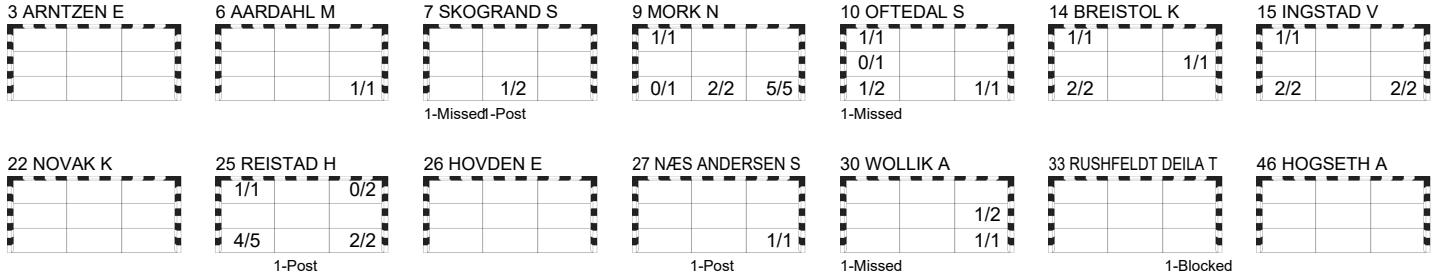 3 ARNTZEN E 6 AARDAHL M 7 SKOGRAND S 9 MORK N 10 OFTEDAL S 14 BREISTOL K 15 INGSTAD V
1/1 1/1 1/1 1/1
0/1 1/1
1/1 1/2 0/1 2/2 5/5 1/2 1/1 2/2 2/2 2/2
1-Missed 1-Post 1-Missed
22 NOVAK K 25 REISTAD H 26 HOVDEN E 27 NÆS ANDERSEN S 30 WOLLIK A 33 RUSHFELDT DEILA T 46 HOGSETH A
1/1 0/2
1/2
4/5 2/2 1/1 1/1
1-Post 1-Post 1-Missed 1-Blocked